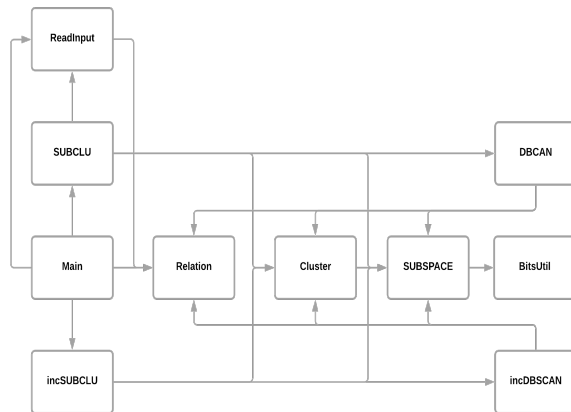 ReadInput
SUBCLU
DBCAN
Main
Relation
Cluster
SUBSPACE
BitsUtil
incSUBCLU
incDBSCAN